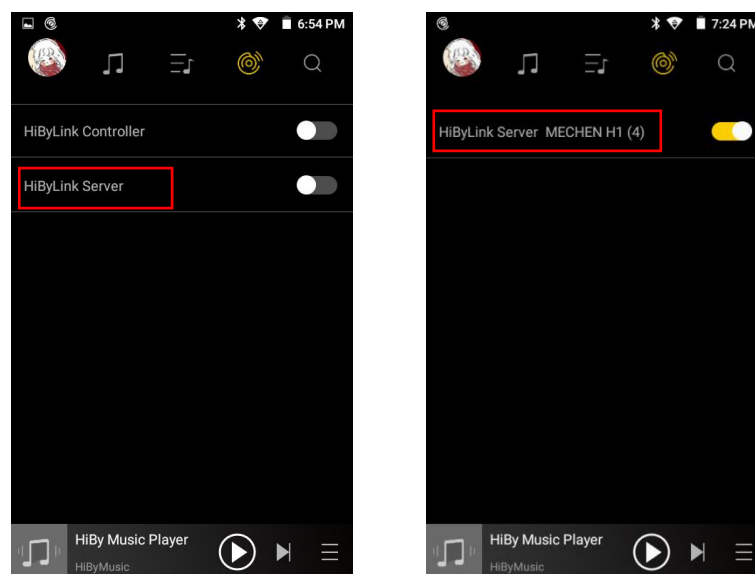 6:54 PM
HiByLink Controller
HiByLink Server
HiBy Music Player
HiByMusic
7:24 PM
HiByLink Server MECHEN H1 (4)
HiBy Music Player
HiByMusic